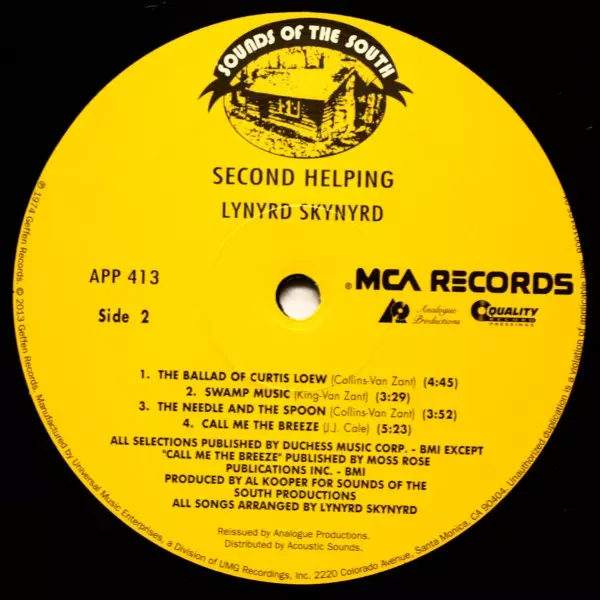 SOUNDS OF THE SOUTH
SECOND HELPING
LYNYRD SKYNYRD
APP 413
Side 2
® MCA RECORDS
Analogue
Productions
QUALITY
RECORD
PRESSINGS
1. THE BALLAD OF CURTIS LOEW (Collins-Van Zant) (4:45)
2. SWAMP MUSIC (King-Van Zant) (3:29)
3. THE NEEDLE AND THE SPOON (Collins-Van Zant) (3:52)
4. CALL ME THE BREEZE (J.J. Cale) (5:23)
ALL SELECTIONS PUBLISHED BY DUCHESS MUSIC CORP. - BMI EXCEPT
"CALL ME THE BREEZE" PUBLISHED BY MOSS ROSE
PUBLICATIONS INC. - BMI
PRODUCED BY AL KOOPER FOR SOUNDS OF THE
SOUTH PRODUCTIONS
ALL SONGS ARRANGED BY LYNYRD SKYNYRD
Reissued by Analogue Productions.
Distributed by Acoustic Sounds.
℗ 1974 Geffen Records. © 2013 Geffen Records. Manufactured by Universal Music Enterprises, a Division of UMG Recordings, Inc. 2220 Colorado Avenue, Santa Monica, CA 90404. Unauthorized duplication is a violation of applicable laws.